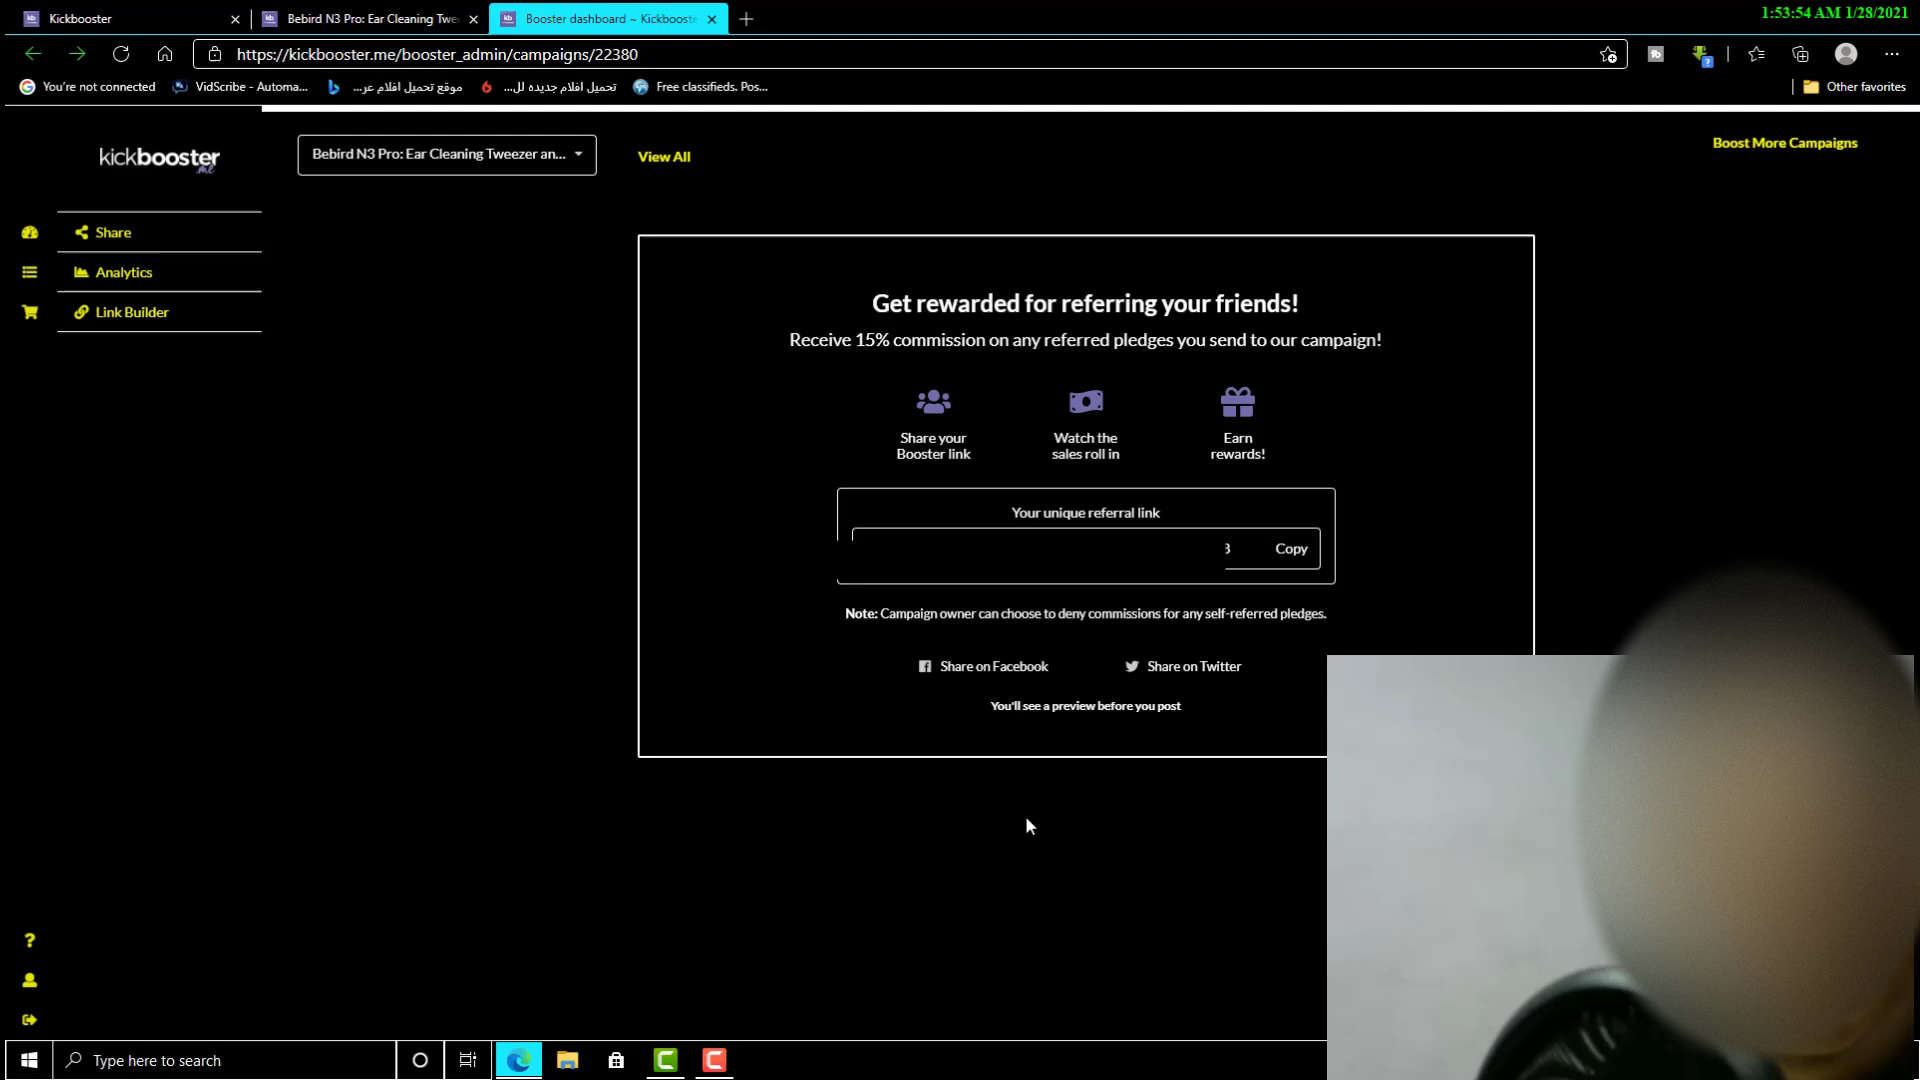 1:53:54 AM 1/28/2021
Kickbooster
Bebird N3 Pro: Ear Cleaning Twe
Booster dashboard ~ Kickbooste
https://kickbooster.me/booster_admin/campaigns/22380
You're not connected
VidScribe - Automa...
موقع تحميل افلام عر...
تحميل افلام جديده لل...
Free classifieds. Pos...
Other favorites
kickbooster
.me
Bebird N3 Pro: Ear Cleaning Tweezer an...
View All
Boost More Campaigns
Share
Analytics
Link Builder
Get rewarded for referring your friends!
Receive 15% commission on any referred pledges you send to our campaign!
Share your
Booster link
Watch the
sales roll in
Earn
rewards!
Your unique referral link
Copy
Note: Campaign owner can choose to deny commissions for any self-referred pledges.
Share on Facebook
Share on Twitter
You'll see a preview before you post
Type here to search